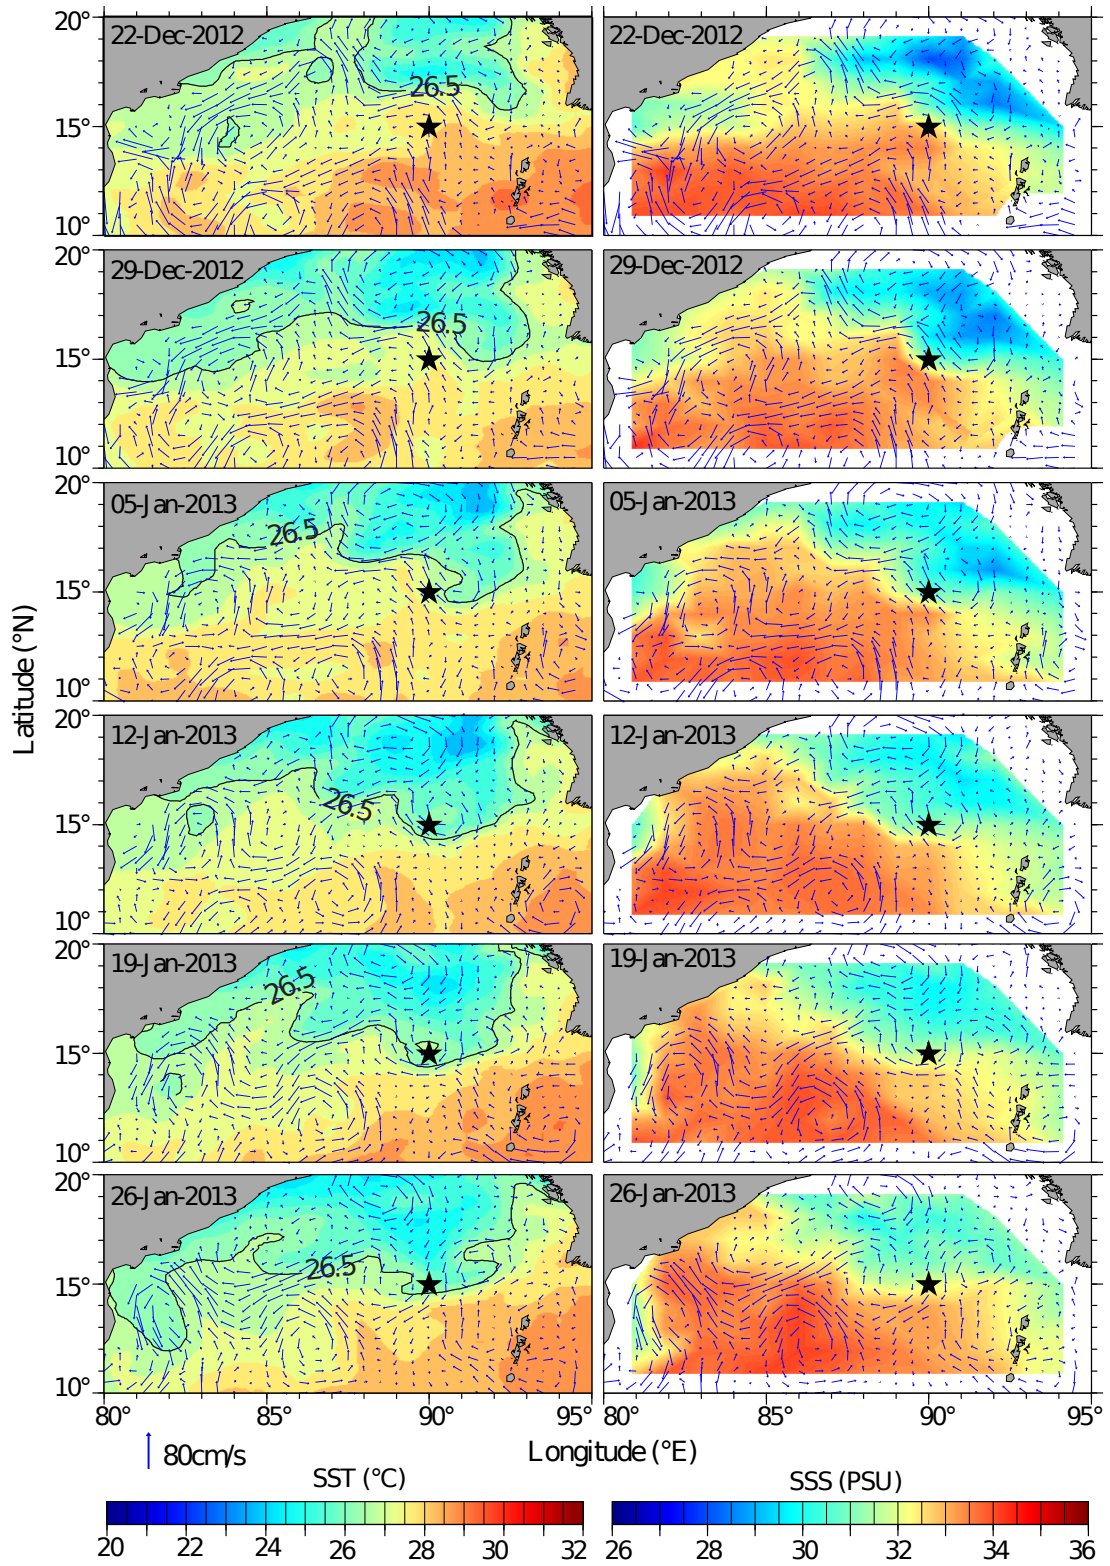 20° 22-Dec-2012 26.5 22-Dec-2012
15°
10°
20° 29-Dec-2012 26.5 29-Dec-2012
15°
10°
20° 05-Jan-2013 26.5 05-Jan-2013
15°
10°
Latitude (°N)
20° 12-Jan-2013 26.5 12-Jan-2013
15°
10°
20° 19-Jan-2013 26.5 19-Jan-2013
15°
10°
20° 26-Jan-2013 26.5 26-Jan-2013
15°
10°
80° 85° 90° 95° 80° 85° 90° 95°
80cm/s Longitude (°E)
SST (°C) SSS (PSU)
20 22 24 26 28 30 32 26 28 30 32 34 36